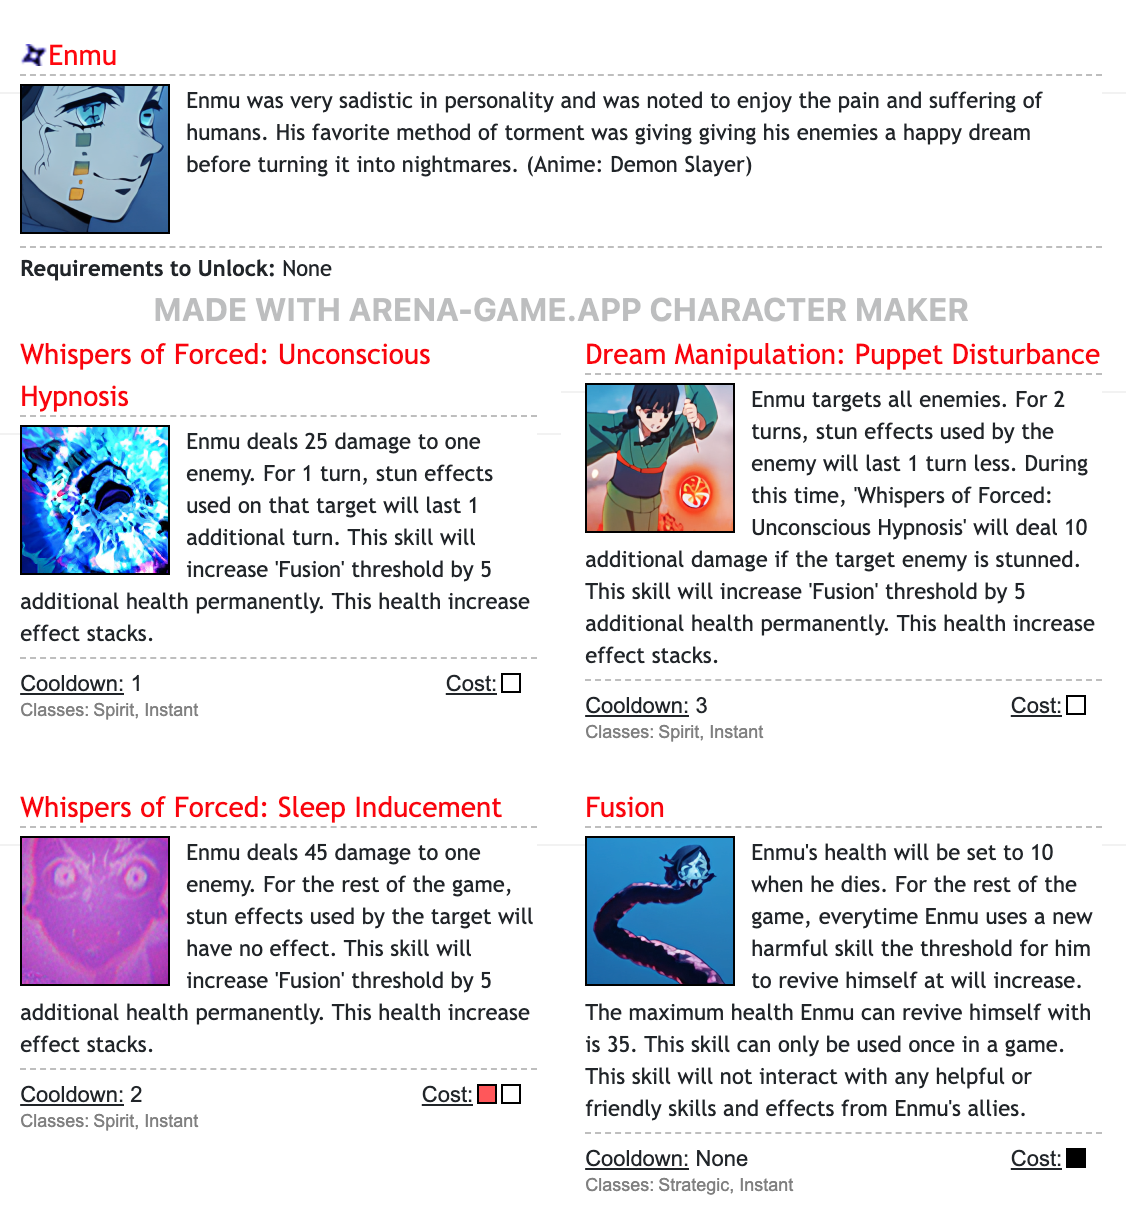 Enmu
Enmu was very sadistic in personality and was noted to enjoy the pain and suffering of
humans. His favorite method of torment was giving giving his enemies a happy dream
before turning it into nightmares. (Anime: Demon Slayer)
Requirements to Unlock: None
MADE WITH ARENA-GAME.APP CHARACTER MAKER
Whispers of Forced: Unconscious
Hypnosis
Enmu deals 25 damage to one
enemy. For 1 turn, stun effects
used on that target will last 1
additional turn. This skill will
increase 'Fusion' threshold by 5
additional health permanently. This health increase
effect stacks.
Cooldown: 1 Cost:
Classes: Spirit, Instant
Dream Manipulation: Puppet Disturbance
Enmu targets all enemies. For 2
turns, stun effects used by the
enemy will last 1 turn less. During
this time, 'Whispers of Forced:
Unconscious Hypnosis' will deal 10
additional damage if the target enemy is stunned.
This skill will increase 'Fusion' threshold by 5
additional health permanently. This health increase
effect stacks.
Cooldown: 3 Cost:
Classes: Spirit, Instant
Whispers of Forced: Sleep Inducement
Enmu deals 45 damage to one
enemy. For the rest of the game,
stun effects used by the target will
have no effect. This skill will
increase 'Fusion' threshold by 5
additional health permanently. This health increase
effect stacks.
Cooldown: 2 Cost:
Classes: Spirit, Instant
Fusion
Enmu's health will be set to 10
when he dies. For the rest of the
game, everytime Enmu uses a new
harmful skill the threshold for him
to revive himself at will increase.
The maximum health Enmu can revive himself with
is 35. This skill can only be used once in a game.
This skill will not interact with any helpful or
friendly skills and effects from Enmu's allies.
Cooldown: None Cost:
Classes: Strategic, Instant